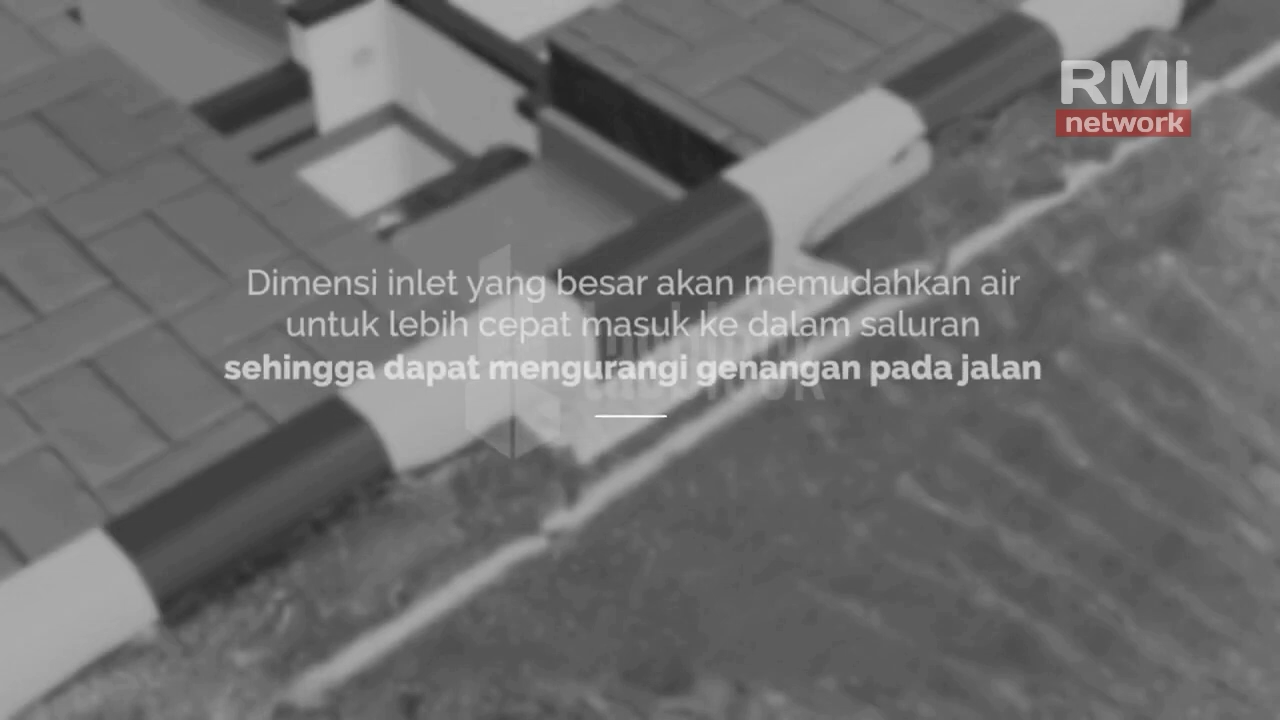 RMI
network
Dimensi inlet yang besar akan memudahkan air
untuk lebih cepat masuk ke dalam saluran
sehingga dapat mengurangi genangan pada jalan